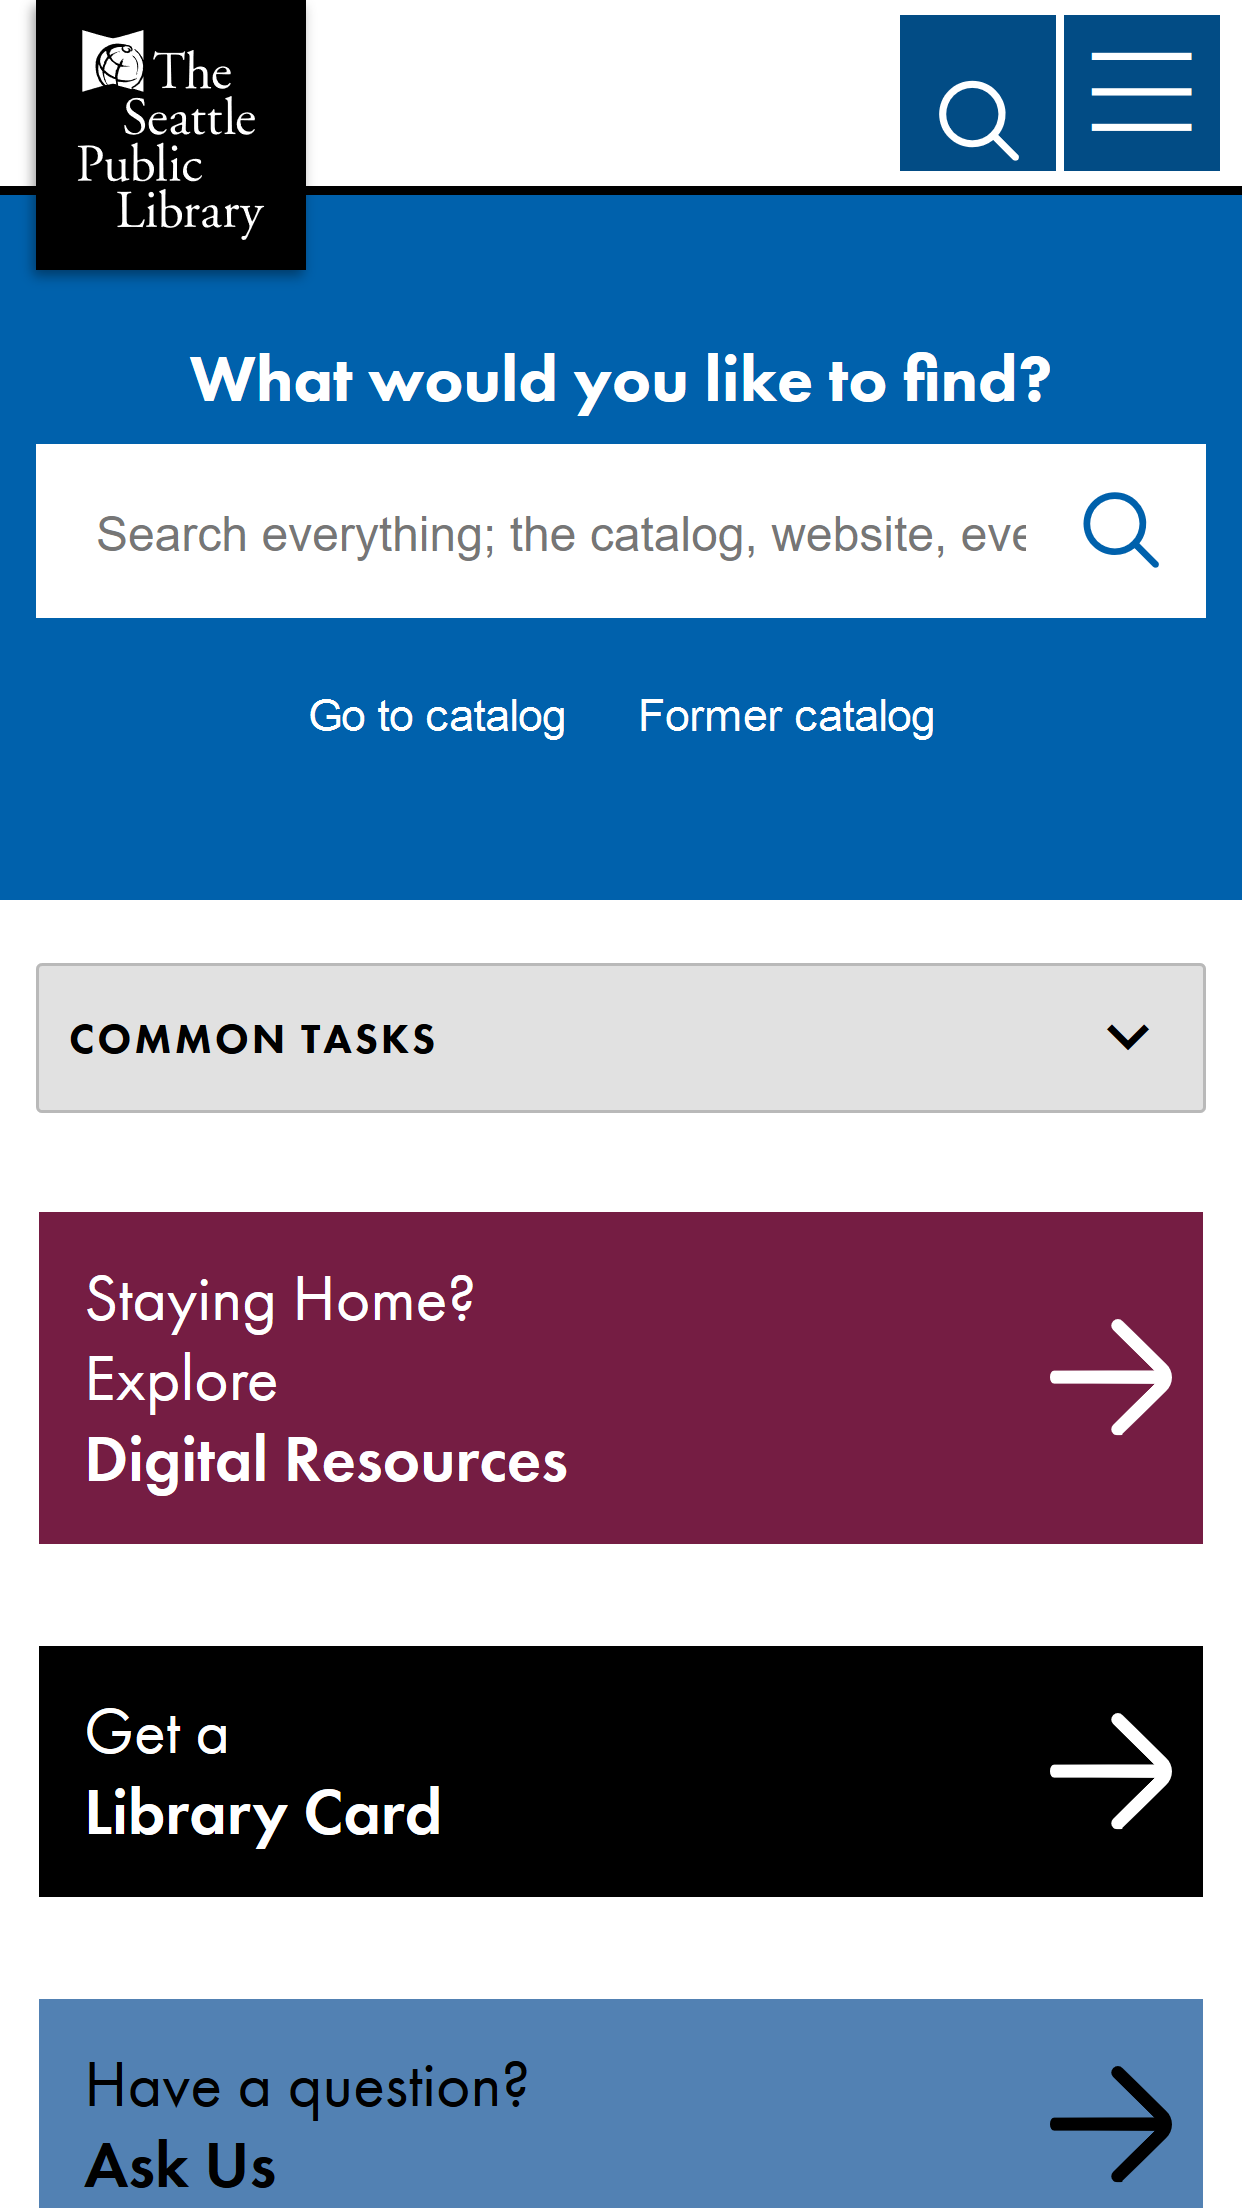 The
Seattle
Public
Library
What would you like to find?
Search everything; the catalog, website, eve
Go to catalog
Former catalog
COMMON TASKS
Staying Home?
Explore
Digital Resources
Get a
Library Card
Have a question?
Ask Us